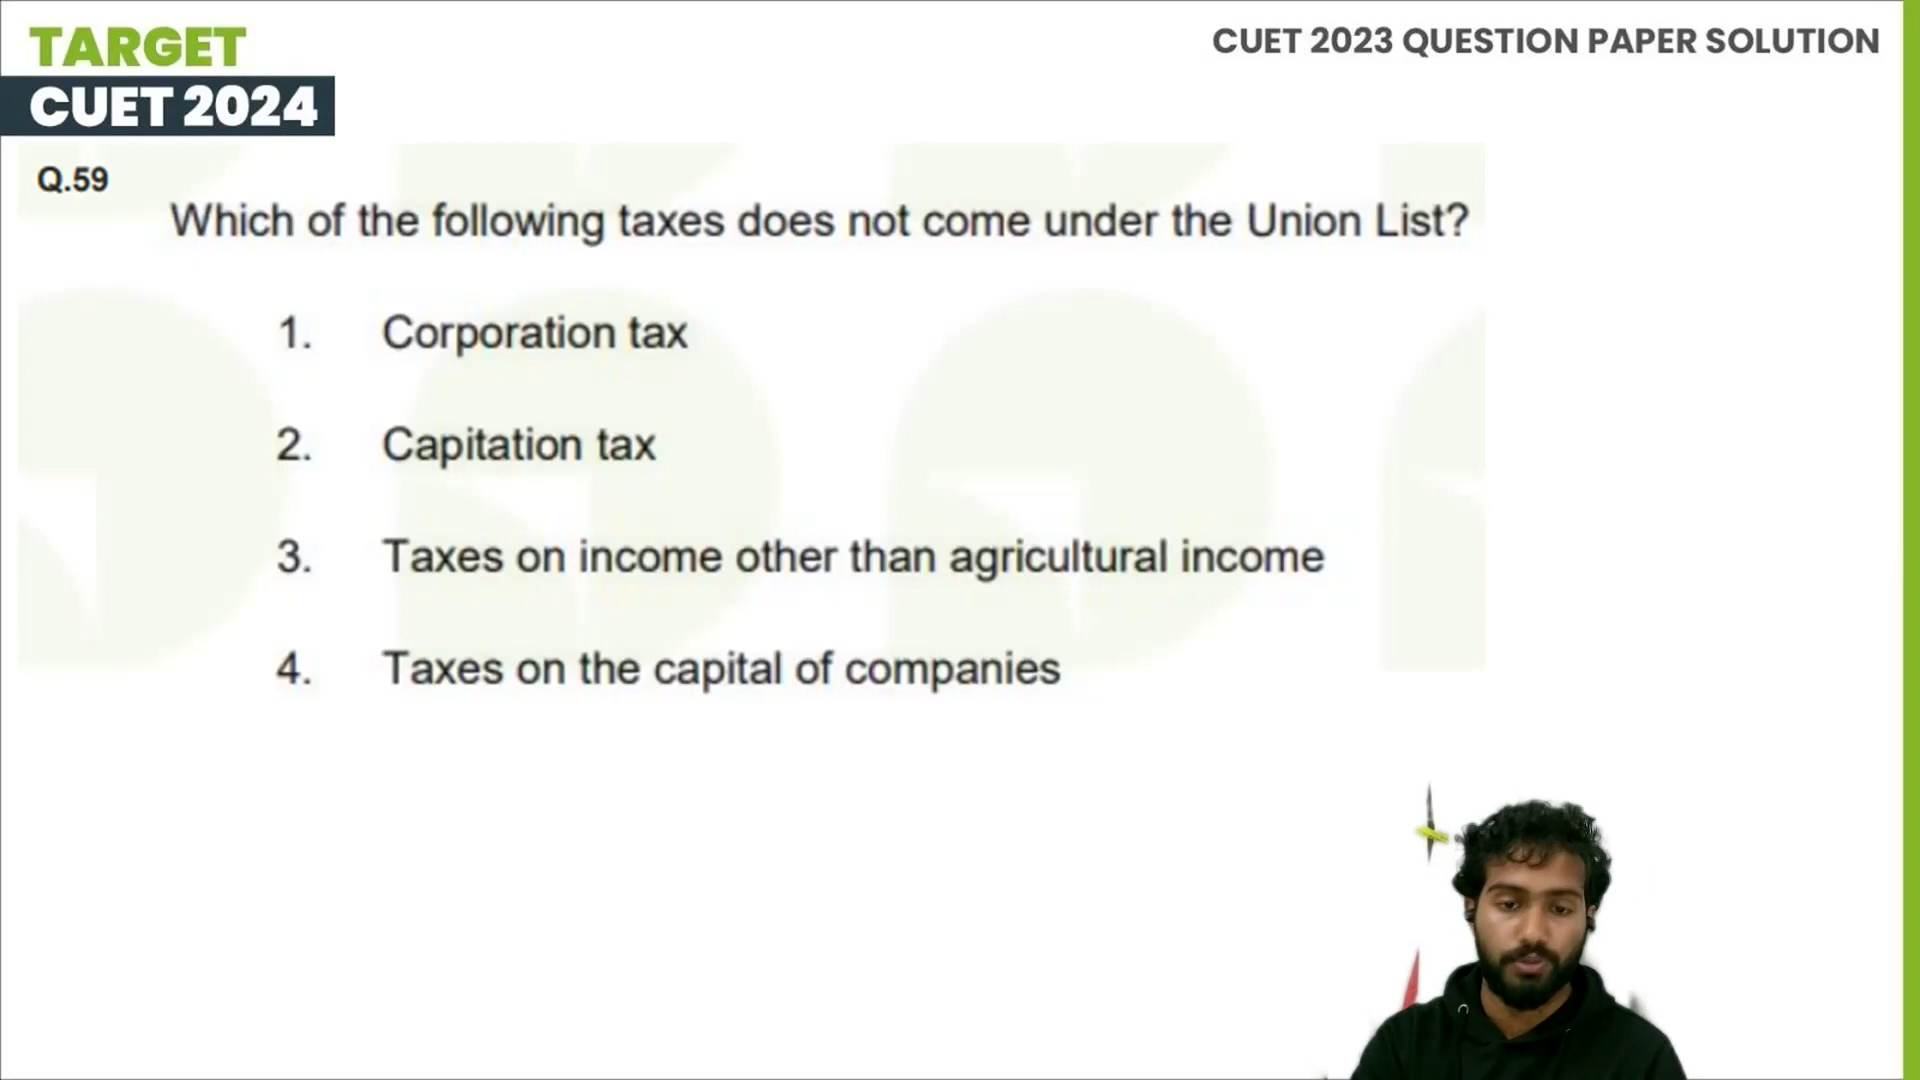 TARGET
CUET 2024
CUET 2023 QUESTION PAPER SOLUTION
Q.59
Which of the following taxes does not come under the Union List?
1. Corporation tax
2. Capitation tax
3. Taxes on income other than agricultural income
4. Taxes on the capital of companies